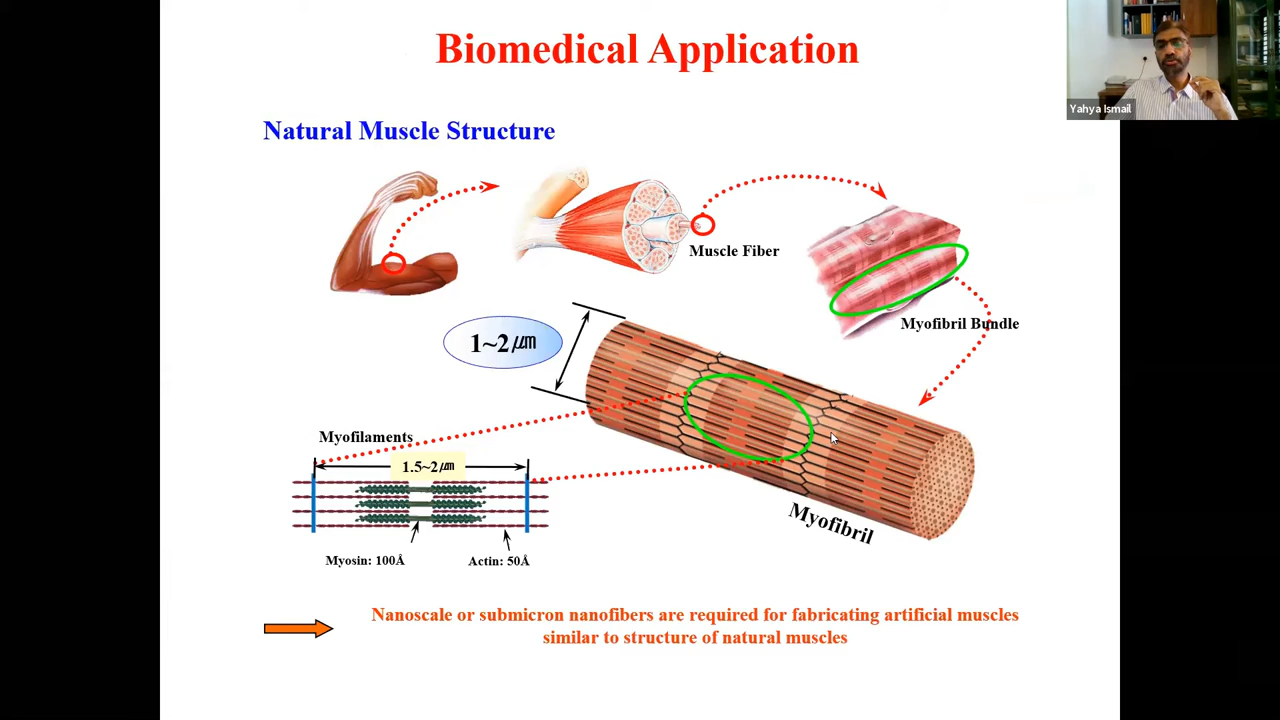 Biomedical Application
Yahya Ismail
Natural Muscle Structure
Muscle Fiber
Myofibril Bundle
1~2㎛
Myofilaments
1.5~2㎛
Myofibril
Myosin: 100Å
Actin: 50Å
Nanoscale or submicron nanofibers are required for fabricating artificial muscles
similar to structure of natural muscles